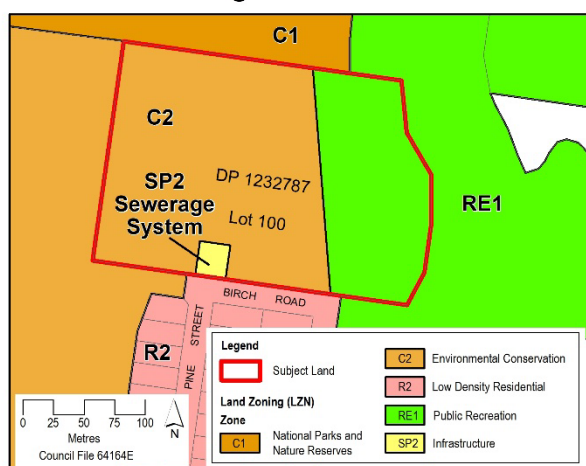 C1
C2
SP2
Sewerage
System
DP 1232787
Lot 100
RE1
BIRCH ROAD
PINE STREET
R2
Legend
Subject Land
Land Zoning (LZN)
Zone
C1 National Parks and
Nature Reserves
C2 Environmental Conservation
R2 Low Density Residential
RE1 Public Recreation
SP2 Infrastructure
0 25 50 75 100
Metres
N
Council File 64164E